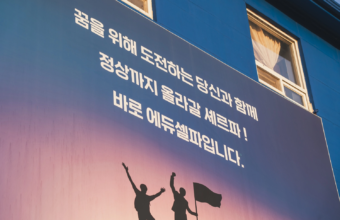 꿈을 위해 도전하는 당신과 함께
정상까지 올라갈 셰르파!
바로 에듀셀파입니다.